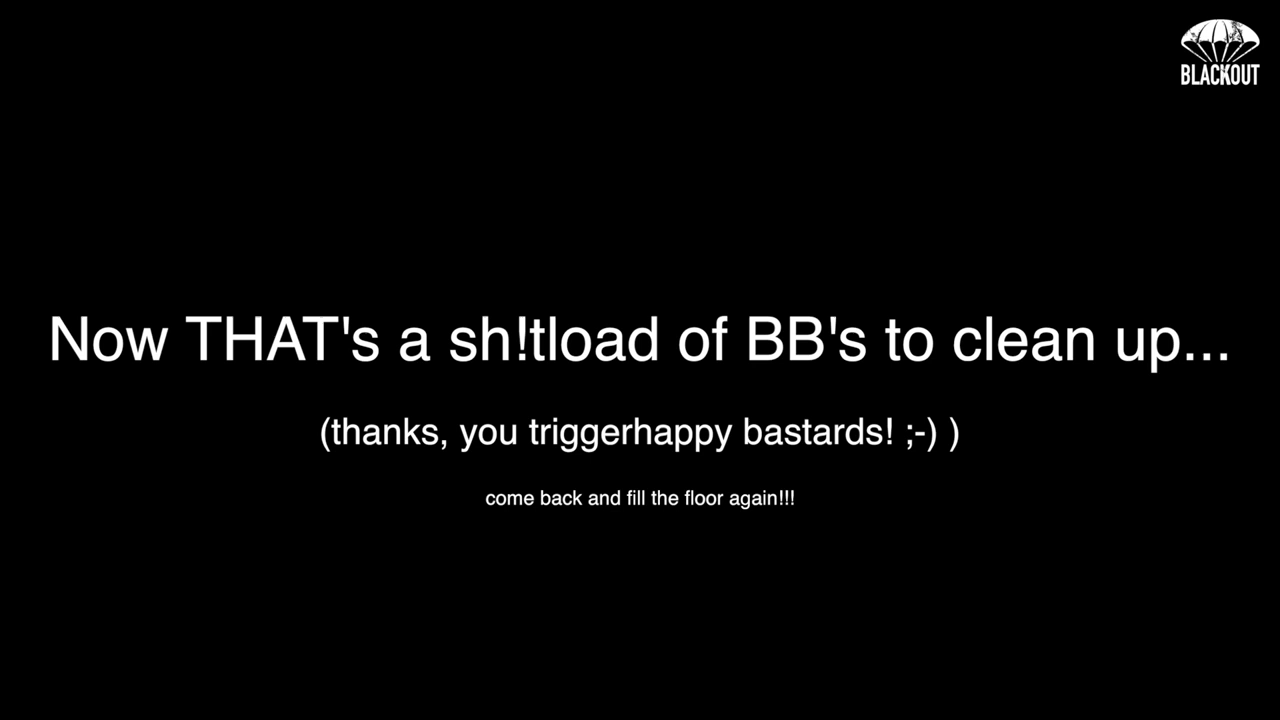 BLACKOUT
Now THAT's a sh!tload of BB's to clean up...
(thanks, you triggerhappy bastards! ;-) )
come back and fill the floor again!!!